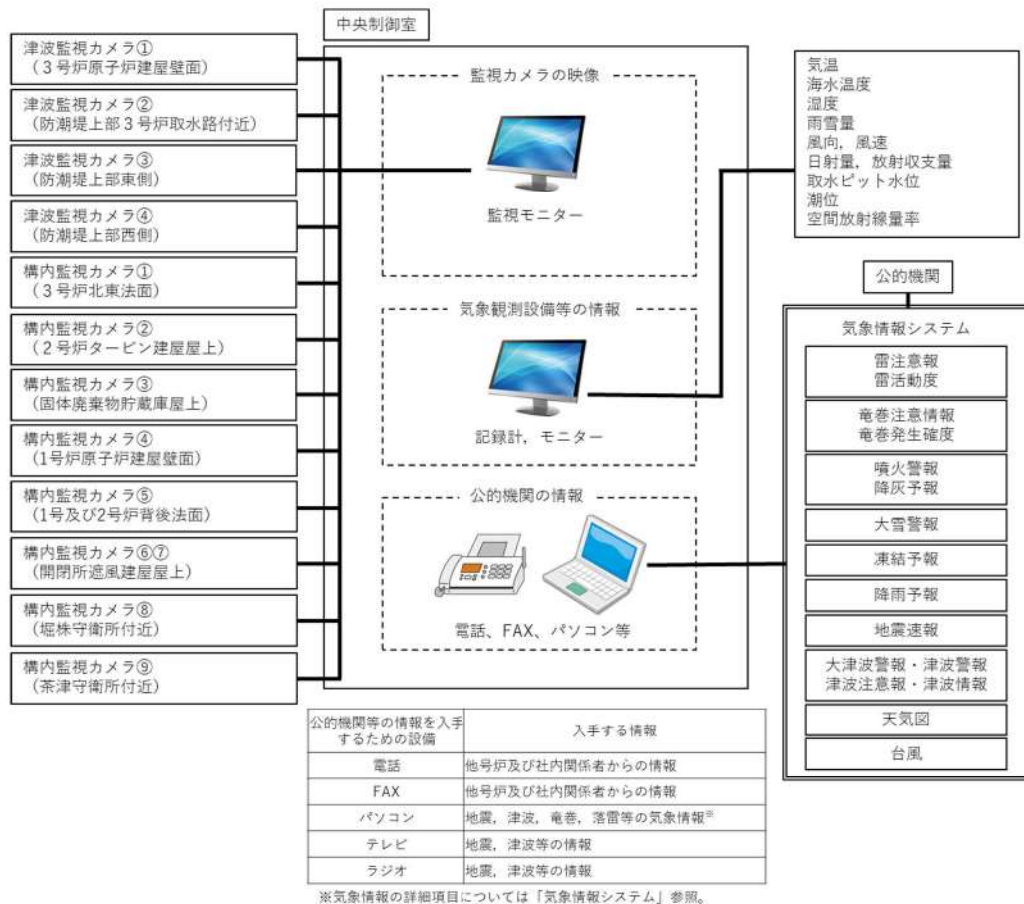 中央制御室
津波監視カメラ①
(3号炉原子炉建屋壁面)
津波監視カメラ②
(防潮堤上部3号炉取水路付近)
津波監視カメラ③
(防潮堤上部東側)
津波監視カメラ④
(防潮堤上部西側)
構内監視カメラ①
(3号炉北東法面)
構内監視カメラ②
(2号炉タービン建屋屋上)
構内監視カメラ③
(固体廃棄物貯蔵庫屋上)
構内監視カメラ④
(1号炉原子炉建屋壁面)
構内監視カメラ⑤
(1号及び2号炉背後法面)
構内監視カメラ⑥⑦
(開閉所遮風建屋屋上)
構内監視カメラ⑧
(堀株守衛所付近)
構内監視カメラ⑨
(茶津守衛所付近)
監視カメラの映像
監視モニター
気象観測設備等の情報
記録計,モニター
公的機関の情報
電話、FAX、パソコン等
気温
海水温度
湿度
雨雪量
風向,風速
日射量,放射収支量
取水ピット水位
潮位
空間放射線量率
公的機関
気象情報システム
雷注意報
雷活動度
竜巻注意情報
竜巻発生確度
噴火警報
降灰予報
大雪警報
凍結予報
降雨予報
地震速報
大津波警報・津波警報
津波注意報・津波情報
天気図
台風
公的機関等の情報を入手
するための設備
入手する情報
電話 他号炉及び社内関係者からの情報
FAX 他号炉及び社内関係者からの情報
パソコン 地震,津波,竜巻,落雷等の気象情報※
テレビ 地震,津波等の情報
ラジオ 地震,津波等の情報
※気象情報の詳細項目については「気象情報システム」参照。